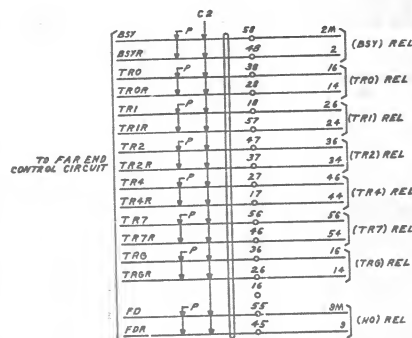 C2
BSY P 58 2M
(BSY) REL
BSYR 48 2
TR0 P 38 16
(TR0) REL
TR0R 28 14
TR1 P 18 26
(TR1) REL
TR1R 57 24
TR2 P 47 36
(TR2) REL
TR2R 37 34
TO FAR END
CONTROL CIRCUIT
TR4 P 27 46
(TR4) REL
TR4R 17 44
TR7 P 56 56
(TR7) REL
TR7R 46 54
TRG P 36 16
(TRG) REL
TRGR 26 14
16
FD P 55 3M
(HO) REL
FDR 45 3